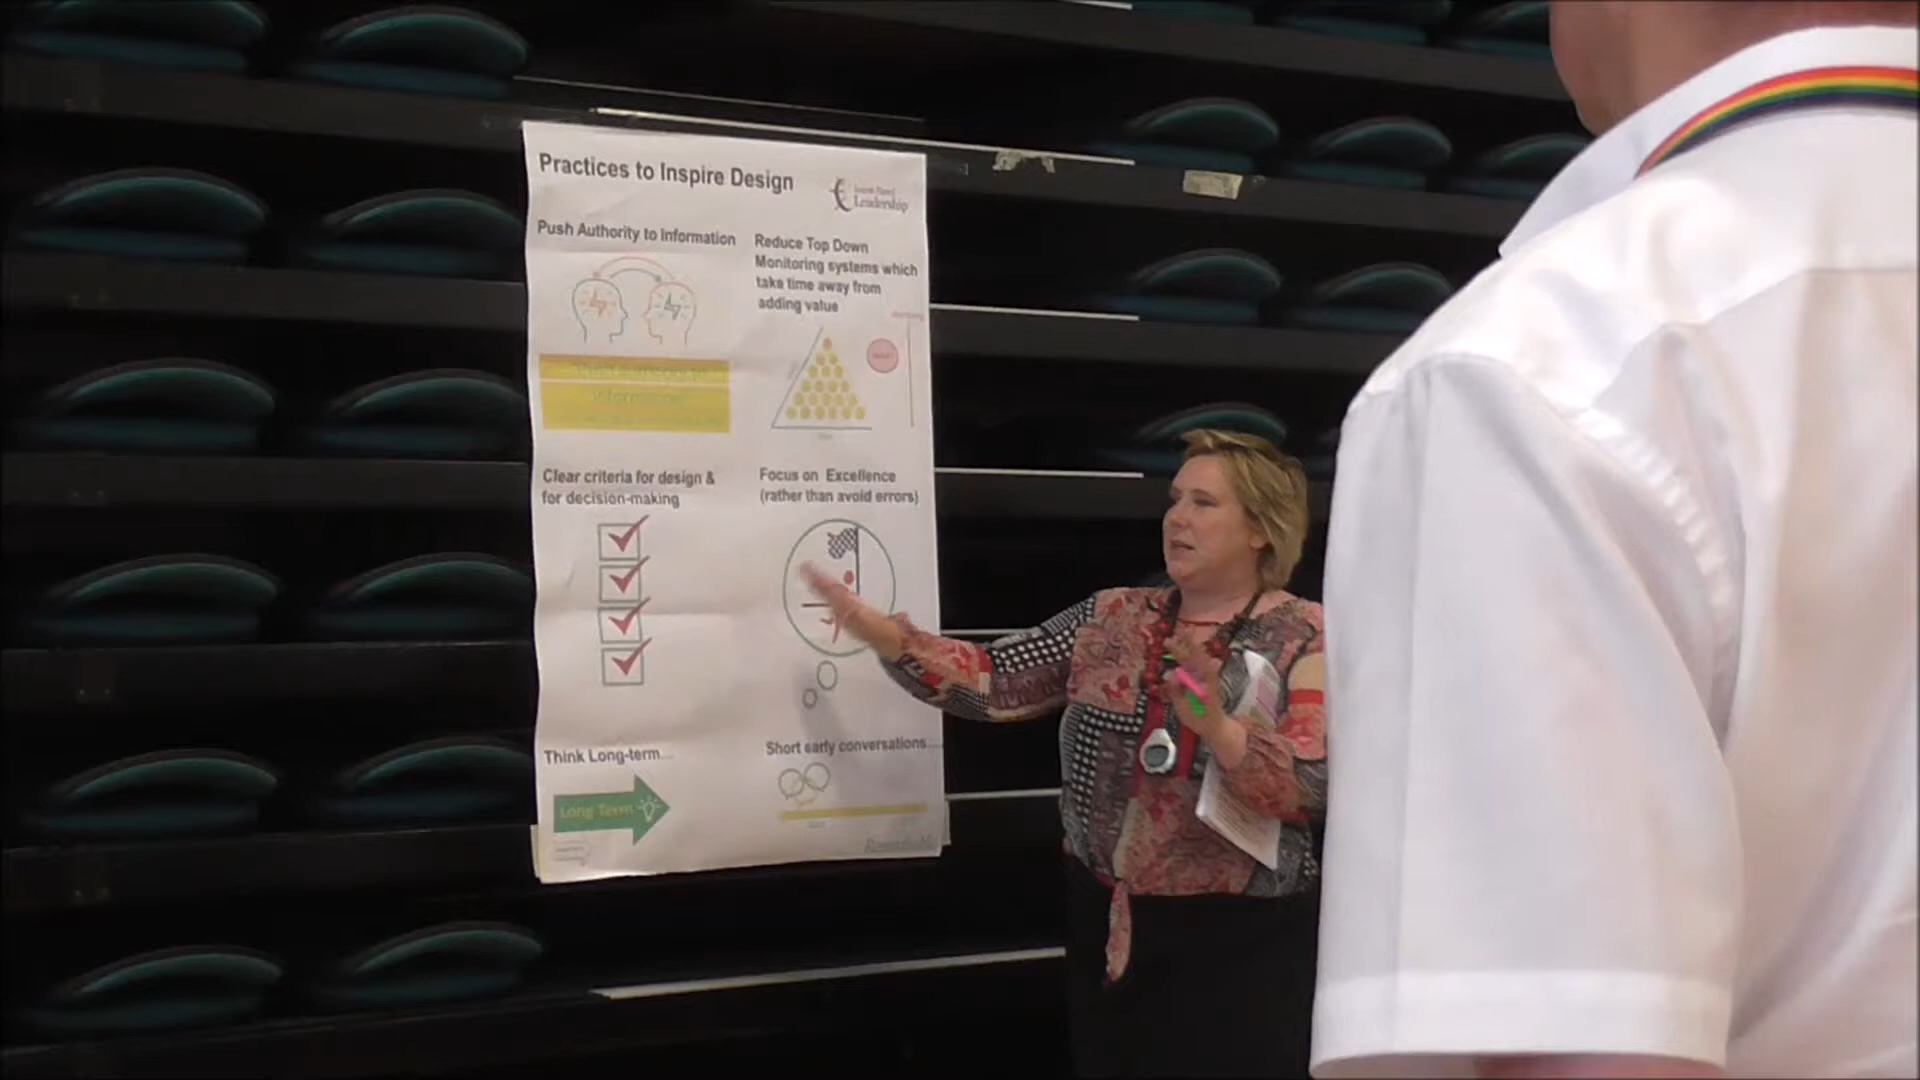 Practices to Inspire Design
Leadership
Push Authority to Information
Reduce Top Down
Monitoring systems which
take time away from
adding value
Clear criteria for design &
for decision-making
Focus on Excellence
(rather than avoid errors)
Think Long-term...
Long Term
Short early conversations....